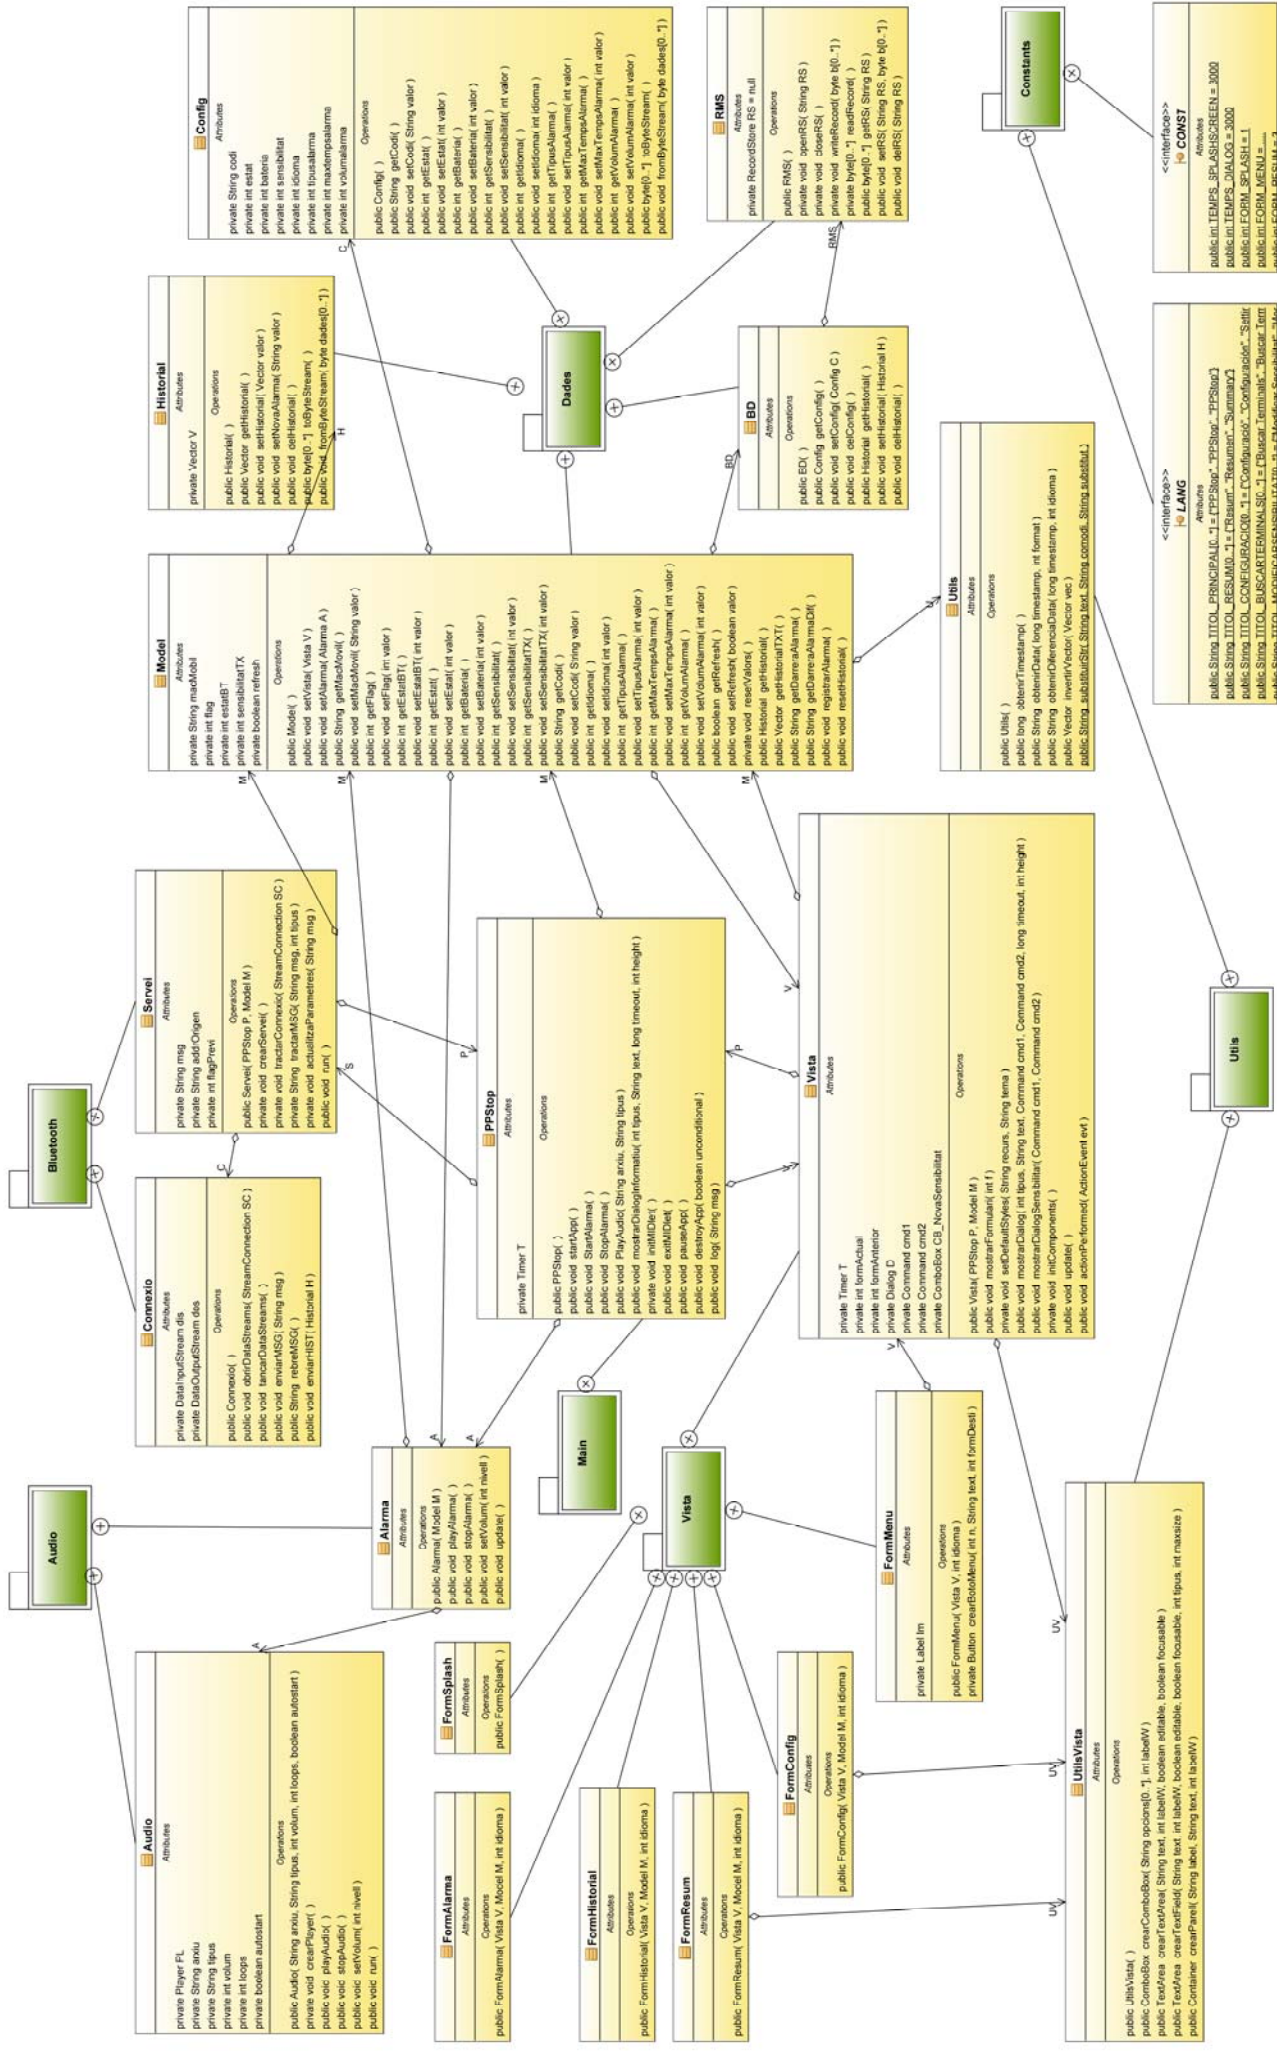 Audio
Bluetooth
Audio
Attributes
private Player PL
private String arxiu
private String tipus
private int volum
private int loops
private boolean autostart
Operations
public Audio( String arxiu, String tipus, int volum, int loops, boolean autostart )
private void crearPlayer( )
public void playAudio( )
public void stopAudio( )
public void setVolum( int nivell )
public void run( )
Connexio
Attributes
private DataInputStream dis
private DataOutputStream dos
Operations
public Connexio( )
public void obrirDataStreams( StreamConnection SC )
public void tancarDataStreams( )
public void enviarMSG( String msg )
public String rebreMSG( )
public void enviarHIST( Historial H )
Servei
Attributes
private String msg
private String addrOrigen
private int flagPrevi
Operations
public Servei( PPStop P, Model M )
private void crearServei( )
private void tractarConnexio( StreamConnection SC )
private String tractarMSG( String msg, int tipus )
private void actualitzaParametres( String msg )
public void run( )
Model
Attributes
private String macMobil
private int flag
private int estatBT
private int sensibilitatTX
private boolean refresh
Operations
public Model( )
public void setVista( Vista V )
public void setAlarma( Alarma A )
public String getMacMovil( )
public void setMacMovil( String valor )
public int getFlag( )
public void setFlag( int valor )
public int getEstatBT( )
public void setEstatBT( int valor )
public int getEstat( )
public void setEstat( int valor )
public int getBateria( )
public void setBateria( int valor )
public int getSensibilitat( )
public void setSensibilitat( int valor )
public int getSensibilitatTX( )
public void setSensibilitatTX( int valor )
public String getCodi( )
public void setCodi( String valor )
public int getIdioma( )
public void setIdioma( int valor )
public int getTipusAlarma( )
public void setTipusAlarma( int valor )
public int getMaxTempsAlarma( )
public void setMaxTempsAlarma( int valor )
public int getVolumAlarma( )
public void setVolumAlarma( int valor )
public boolean getRefresh( )
public void setRefresh( boolean valor )
private void resetValors( )
public Historial getHistorial( )
public Vector getHistorialTXT( )
public String getDarreraAlarma( )
public String getDarreraAlarmaDif( )
public void registrarAlarma( )
public void resetHistorial( )
Historial
Attributes
private Vector V
Operations
public Historial( )
public Vector getHistorial( )
public void setHistorial( Vector valor )
public void setNovaAlarma( String valor )
public void delHistorial( )
public byte[0..*] toByteStream( )
public void fromByteStream( byte dades[0..*] )
Config
Attributes
private String codi
private int estat
private int bateria
private int sensibilitat
private int idioma
private int tipusalarma
private int maxtempsalarma
private int volumalarma
Operations
public Config( )
public String getCodi( )
public void setCodi( String valor )
public int getEstat( )
public void setEstat( int valor )
public int getBateria( )
public void setBateria( int valor )
public int getSensibilitat( )
public void setSensibilitat( int valor )
public int getIdioma( )
public void setIdioma( int idioma )
public int getTipusAlarma( )
public void setTipusAlarma( int valor )
public int getMaxTempsAlarma( )
public void setMaxTempsAlarma( int valor )
public int getVolumAlarma( )
public void setVolumAlarma( int valor )
public byte[0..*] toByteStream( )
public void fromByteStream( byte dades[0..*] )
Alarma
Attributes
Operations
public Alarma( Model M )
public void playAlarma( )
public void stopAlarma( )
public void setVolum( int nivell )
public void update( )
FormAlarma
Attributes
Operations
public FormAlarma( Vista V, Model M, int idioma )
FormSplash
Attributes
Operations
public FormSplash( )
PPStop
Attributes
private Timer T
Operations
public PPStop( )
public void startApp( )
public void StartAlarma( )
public void StopAlarma( )
public void PlayAudio( String arxiu, String tipus )
public void mostrarDialogInformatiu( int tipus, String text, long timeout, int height )
private void initMIDlet( )
public void exitMIDlet( )
public void pauseApp( )
public void destroyApp( boolean unconditional )
public void log( String msg )
Main
Dades
FormHistorial
Attributes
Operations
public FormHistorial( Vista V, Model M, int idioma )
FormResum
Attributes
Operations
public FormResum( Vista V, Model M, int idioma )
Vista
RMS
Attributes
private RecordStore RS = null
Operations
public RMS( )
private void openRS( String RS )
private void closeRS( )
private void writeRecord( byte b[0..*] )
private byte[0..*] readRecord( )
public byte[0..*] getRS( String RS )
public void setRS( String RS, byte b[0..*] )
public void delRS( String RS )
BD
Attributes
Operations
public BD( )
public Config getConfig( )
public void setConfig( Config C )
public void delConfig( )
public Historial getHistorial( )
public void setHistorial( Historial H )
public void delHistorial( )
FormConfig
Attributes
Operations
public FormConfig( Vista V, Model M, int idioma )
FormMenu
Attributes
private Label lm
Operations
public FormMenu( Vista V, int idioma )
private Button crearBotoMenu( int n, String text, int formDesti )
Vista
Attributes
private Timer T
private int formActual
private int formAnterior
private Dialog D
private Command cmd1
private Command cmd2
private ComboBox CB_NovaSensibilitat
Operations
public Vista( PPStop P, Model M )
public void mostrarFormulari( int f )
private void setDefaultStyles( String recurs, String tema )
public void mostrarDialog( int tipus, String text, Command cmd1, Command cmd2, long timeout, int height )
public void mostrarDialogSensibilitat( Command cmd1, Command cmd2 )
private void initComponents( )
public void update( )
public void actionPerformed( ActionEvent evt )
Utils
Attributes
Operations
public Utils( )
public long obtenirTimestamp( )
public String obtenirData( long timestamp, int format )
public String obtenirDiferenciaData( long timestamp, int idioma )
public Vector invertirVector( Vector vec )
public String substituirStr( String text, String comodi, String substitut )
Constants
UtilsVista
Attributes
Operations
public UtilsVista( )
public ComboBox crearComboBox( String opcions[0..*], int labelW )
public TextArea crearTextArea( String text, int labelW, boolean editable, boolean focusable )
public TextArea crearTextField( String text, int labelW, boolean editable, boolean focusable, int tipus, int maxsize )
public Container crearParell( String label, String text, int labelW )
Utils
<<interface>>
LANG
Attributes
public String TITOL_PRINCIPAL[0..*] = {"PPStop", "PPStop", "PPStop"}
public String TITOL_RESUM[0..*] = {"Resum", "Resumen", "Summary"}
public String TITOL_CONFIGURACIO[0..*] = {"Configuració", "Configuración", "Settir
public String TITOL_BUSCARTERMINALS[0..*] = {"Buscar Terminals", "Buscar Term
<<interface>>
CONST
Attributes
public int TEMPS_SPLASHSCREEN = 3000
public int TEMPS_DIALOG = 3000
public int FORM_SPLASH = 1
public int FORM_MENU = ...
public int FORM_RESUM = 3